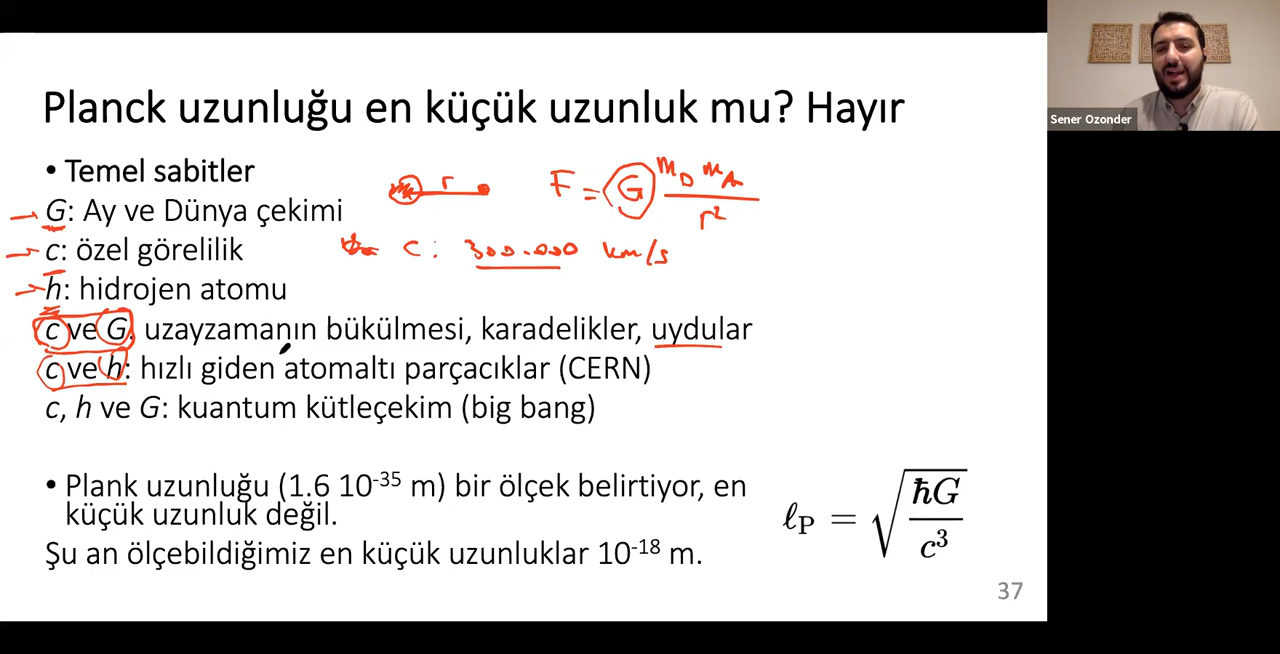 Planck uzunluğu en küçük uzunluk mu? Hayır
Sener Ozonder
• Temel sabitler
G: Ay ve Dünya çekimi
r
F = G m_D m_A / r²
c: özel görelilik
c: 300.000 km/s
h: hidrojen atomu
c ve G: uzayzamanın bükülmesi, karadelikler, uydular
c ve h: hızlı giden atomaltı parçacıklar (CERN)
c, h ve G: kuantum kütleçekim (big bang)
• Plank uzunluğu (1.6 10⁻³⁵ m) bir ölçek belirtiyor, en
küçük uzunluk değil.
Şu an ölçebildiğimiz en küçük uzunluklar 10⁻¹⁸ m.
ℓ_P = √(ħG / c³)
37